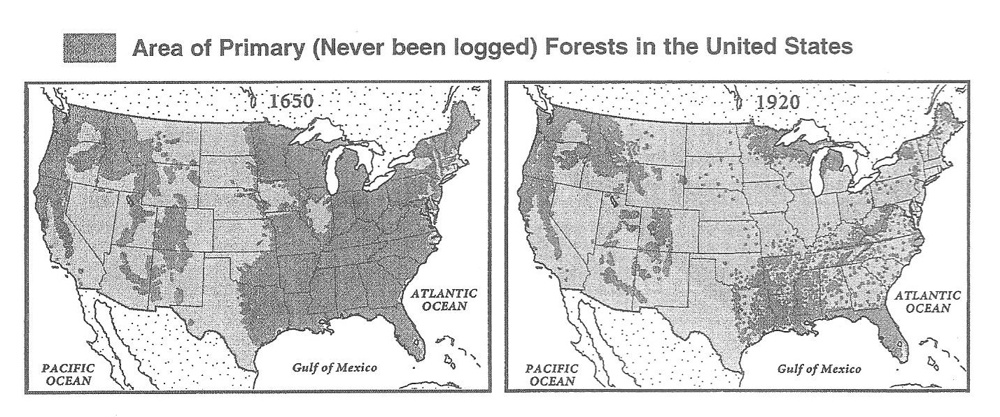 Area of Primary (Never been logged) Forests in the United States
1650
ATLANTIC
OCEAN
PACIFIC
OCEAN
Gulf of Mexico
1920
ATLANTIC
OCEAN
PACIFIC
OCEAN
Gulf of Mexico